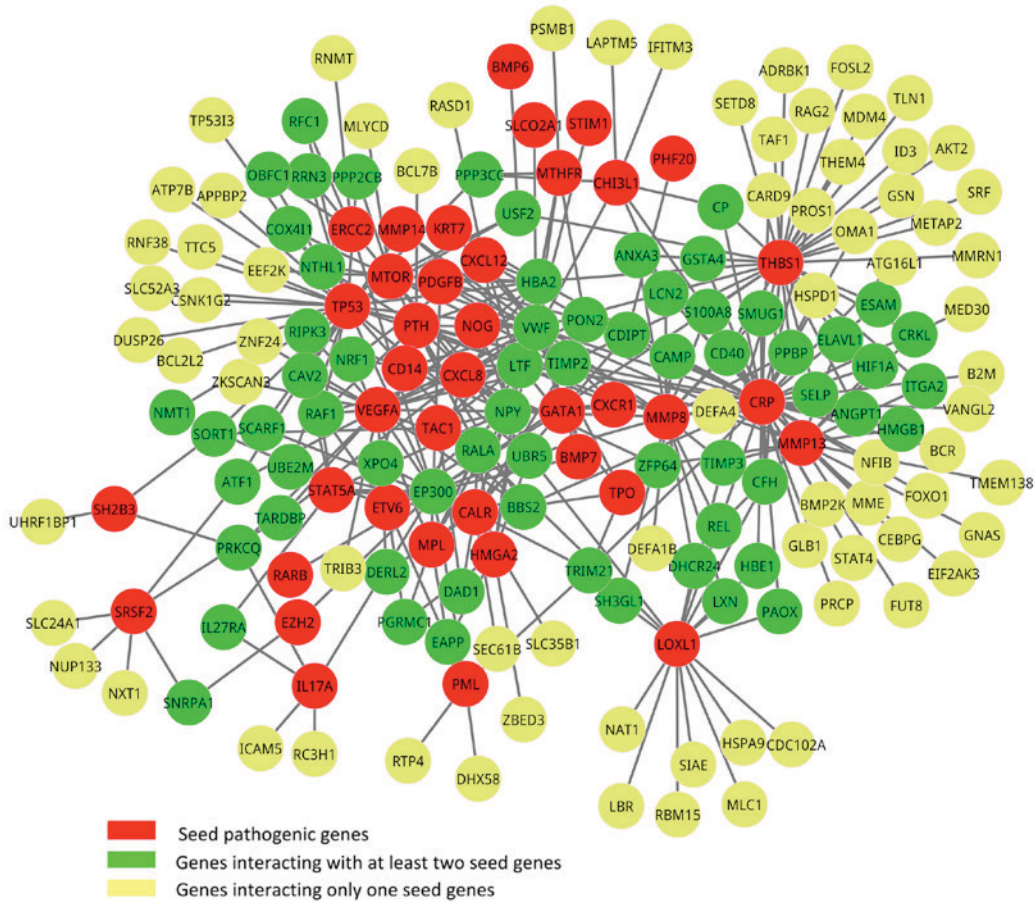 PSMB1
LAPTM5
IFITM3
RNMT
BMP6
ADRBK1
FOSL2
RASD1
SETD8
RAG2
TLN1
TP53I3
RFC1
MLYCD
SLCO2A1
STIM1
TAF1
MDM4
ID3
AKT2
OBFC1
RRN3
PPP2CB
BCL7B
PPP3CC
MTHFR
CHI3L1
PHF20
THEM4
ATP7B
APPBP2
CARD9
PROS1
GSN
SRF
COX4I1
ERCC2
MMP14
KRT7
USF2
CP
OMA1
METAP2
RNF38
TTC5
NTHL1
MTOR
PDGFB
CXCL12
HBA2
ANXA3
GSTA4
THBS1
ATG16L1
MMRN1
SLC52A3
CSNK1G2
EEF2K
TP53
LCN2
HSPD1
DUSP26
RIPK3
PTH
NOG
VWF
PON2
CDIPT
S100A8
SMUG1
ESAM
MED30
BCL2L2
ZNF24
NRF1
CD14
CXCL8
LTF
TIMP2
CAMP
CD40
PPBP
ELAVL1
CRKL
ZKSCAN3
CAV2
HIF1A
B2M
NMT1
SORT1
SCARF1
RAF1
VEGFA
TAC1
NPY
GATA1
CXCR1
MMP8
DEFA4
CRP
SELP
ANGPT1
ITGA2
VANGL2
HMGB1
ATF1
UBE2M
XPO4
RALA
UBR5
BMP7
ZFP64
TIMP3
MMP13
NFIB
BCR
UHRF1BP1
SH2B3
TARDBP
STAT5A
EP300
BBS2
TPO
CFH
BMP2K
MME
FOXO1
TMEM138
PRKCQ
ETV6
CALR
REL
GLB1
STAT4
CEBPG
GNAS
RARB
TRIB3
MPL
HMGA2
DEFA1B
DHCR24
HBE1
EIF2AK3
SRSF2
DERL2
TRIM21
PRCP
FUT8
SLC24A1
IL27RA
EZH2
PGRMC1
DAD1
SH3GL1
LXN
PAOX
NUP133
EAPP
SEC61B
SLC35B1
LOXL1
NXT1
SNRPA1
IL17A
PML
ICAM5
RC3H1
ZBED3
NAT1
HSPA9
CDC102A
RTP4
DHX58
SIAE
LBR
RBM15
MLC1
Seed pathogenic genes
Genes interacting with at least two seed genes
Genes interacting only one seed genes